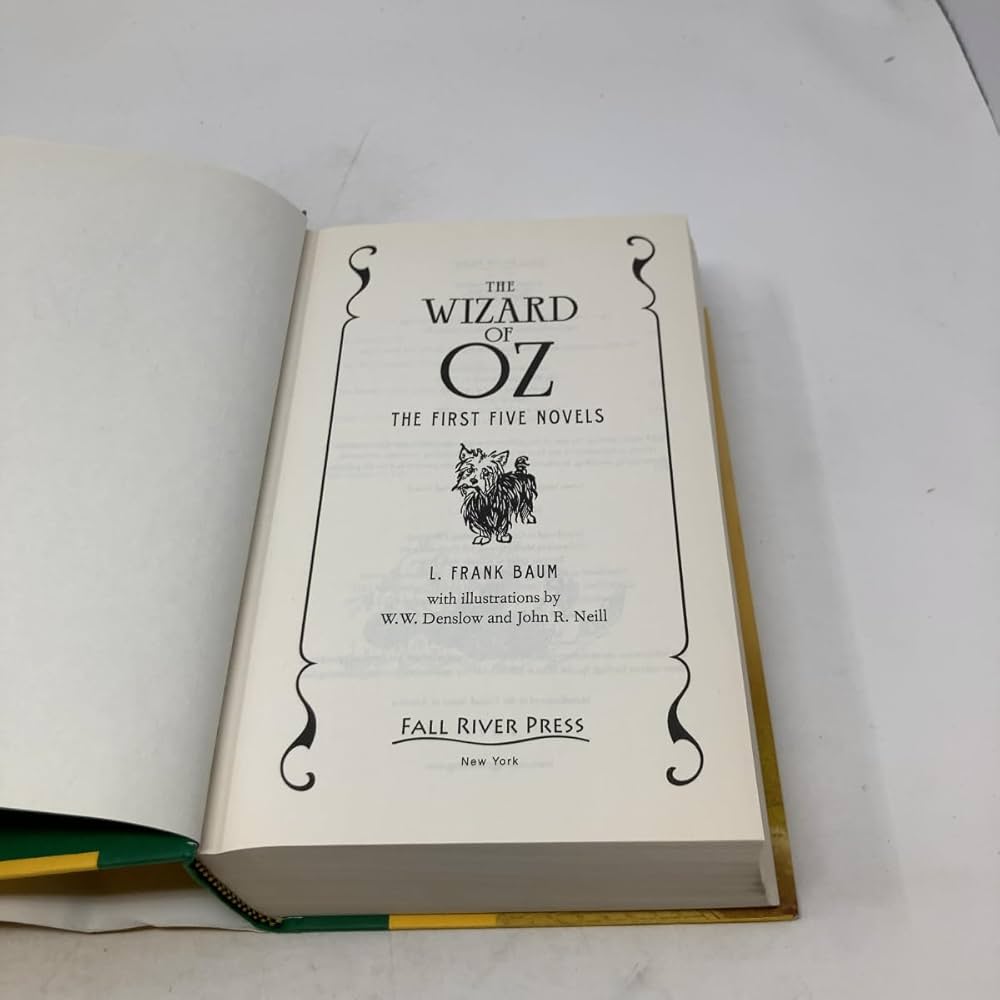 THE
WIZARD
OF
OZ
THE FIRST FIVE NOVELS
L. FRANK BAUM
with illustrations by
W.W. Denslow and John R. Neill
FALL RIVER PRESS
New York